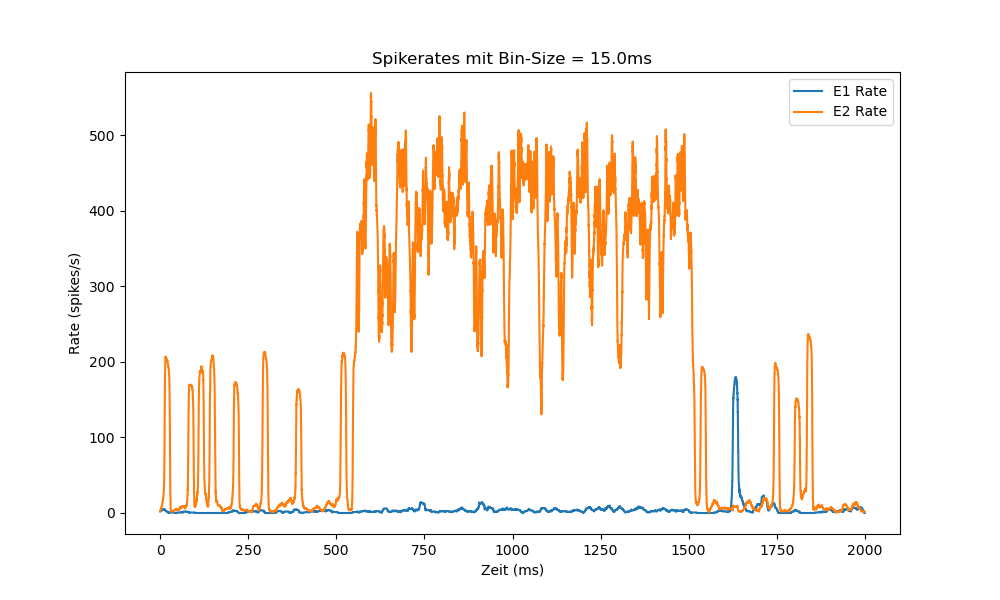 Spikerates mit Bin-Size = 15.0ms
E1 Rate
E2 Rate
Rate (spikes/s)
500
400
300
200
100
0
0 250 500 750 1000 1250 1500 1750 2000
Zeit (ms)